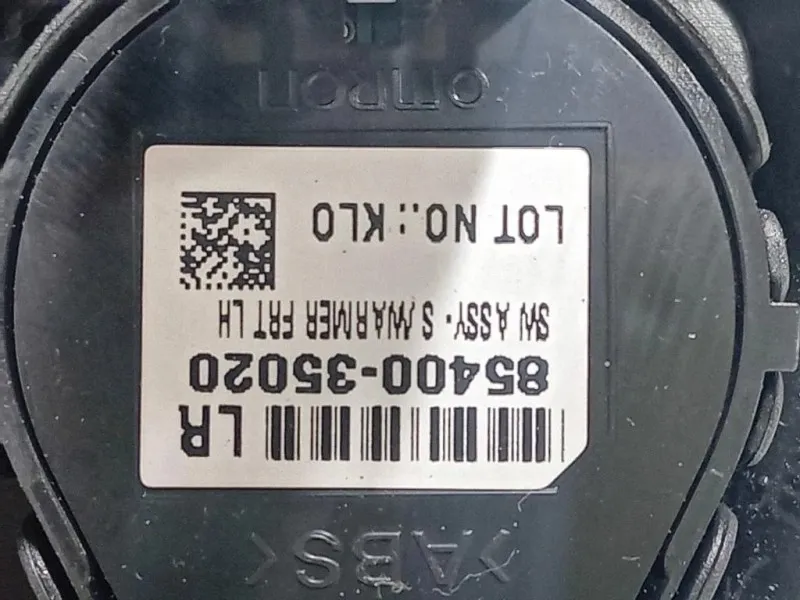 >ABS<
LR
85400-35020
SW ASSY- S/WARMER FRT LH
LOT NO.: KLO
OMRON